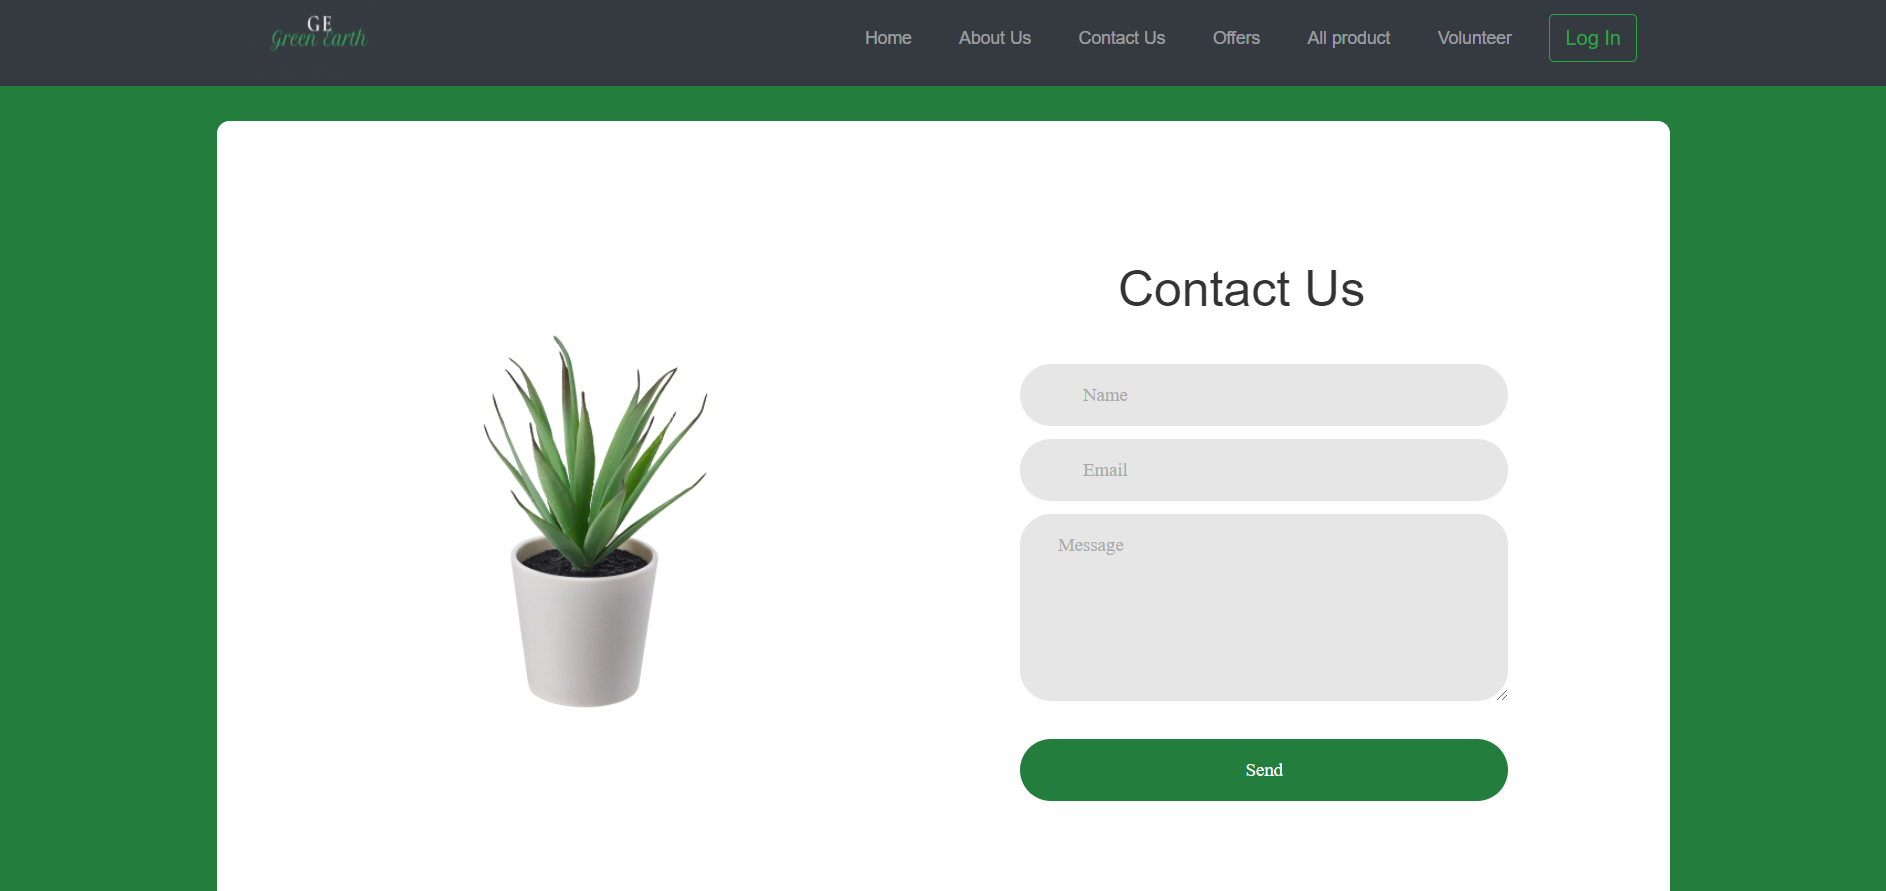 GE
Green Earth
Home About Us Contact Us Offers All product Volunteer Log In
Contact Us
Name
Email
Message
Send